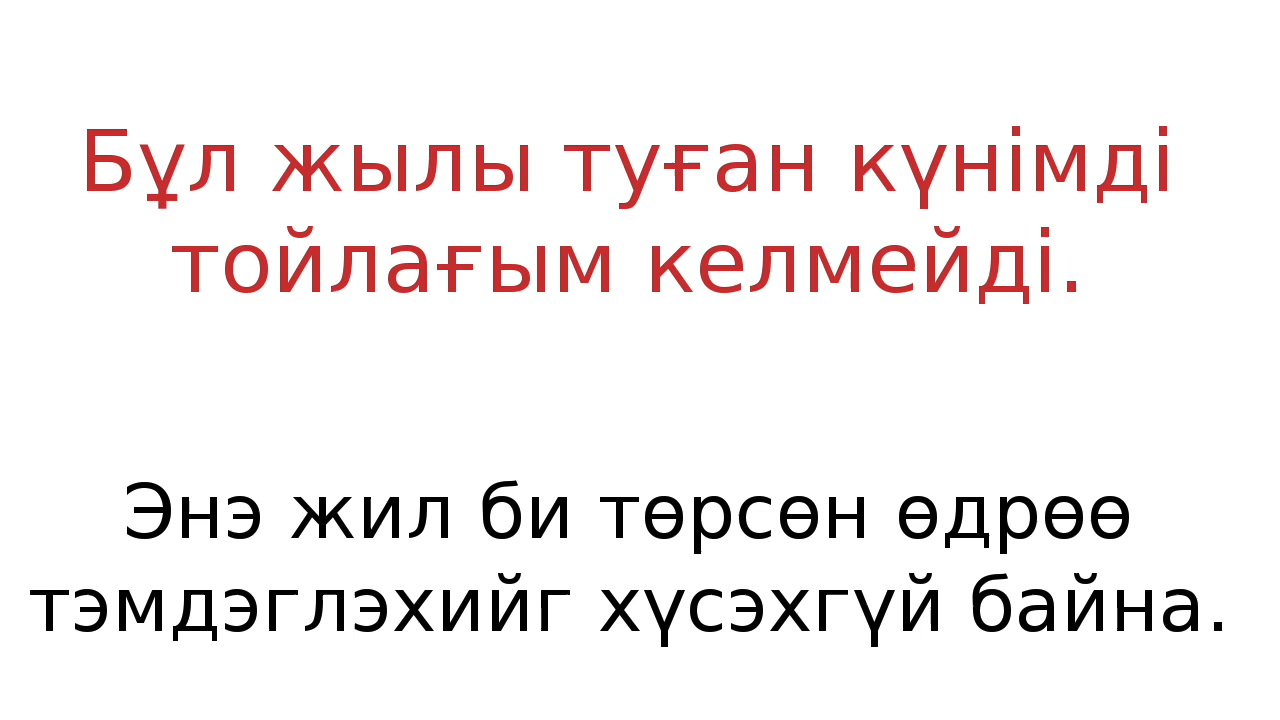 Бұл жылы туған күнімді
тойлағым келмейді.
Энэ жил би төрсөн өдрөө
тэмдэглэхийг хүсэхгүй байна.